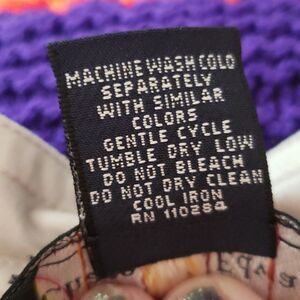 MACHINE WASH COLD
SEPARATELY
WITH SIMILAR
COLORS
GENTLE CYCLE
TUMBLE DRY LOW
DO NOT BLEACH
DO NOT DRY CLEAN
COOL IRON
RN 110284